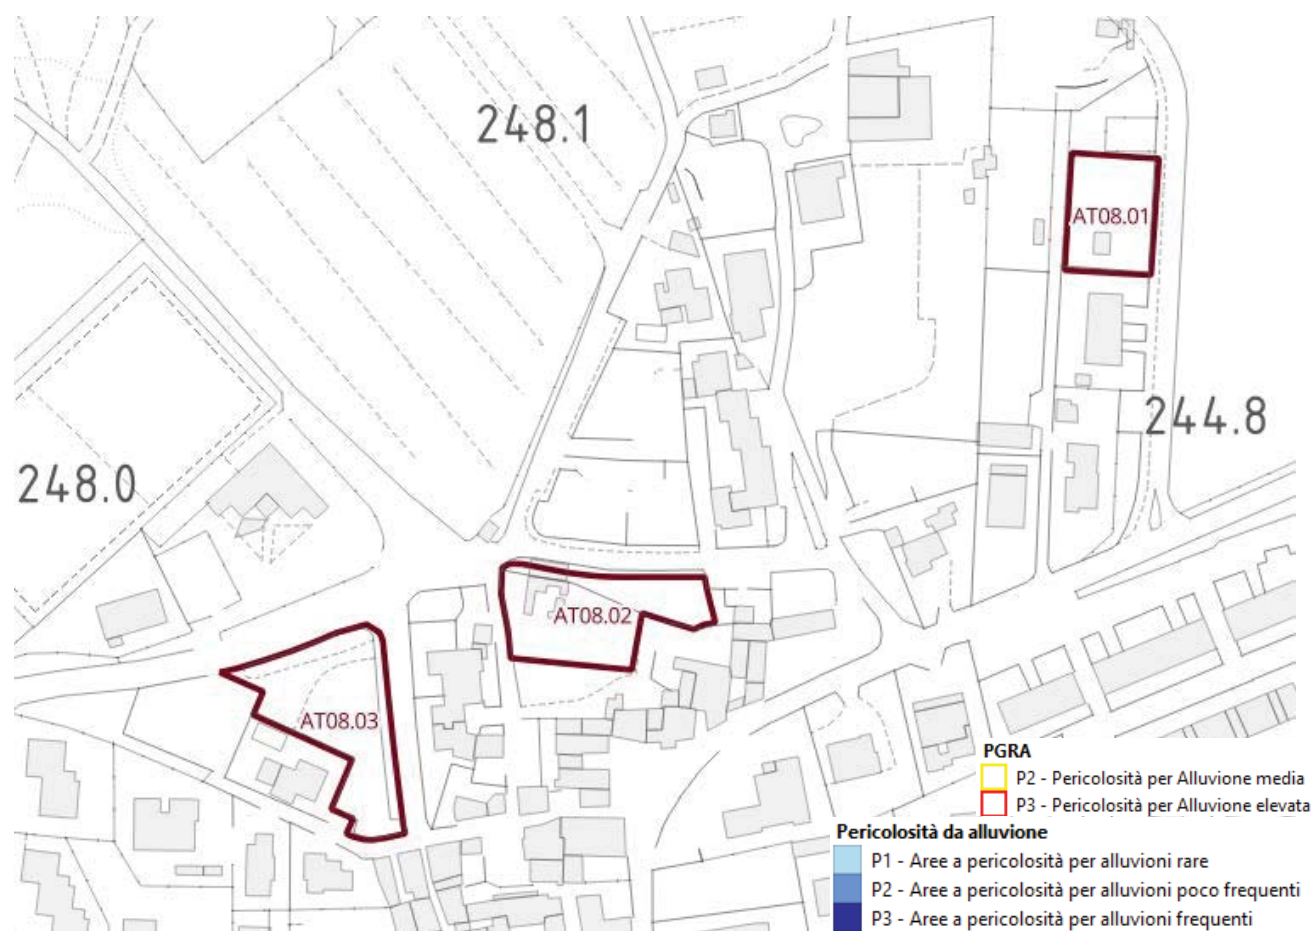 248.1
AT08.01
244.8
248.0
AT08.02
AT08.03
PGRA
P2 - Pericolosità per Alluvione media
P3 - Pericolosità per Alluvione elevata
Pericolosità da alluvione
P1 - Aree a pericolosità per alluvioni rare
P2 - Aree a pericolosità per alluvioni poco frequenti
P3 - Aree a pericolosità per alluvioni frequenti